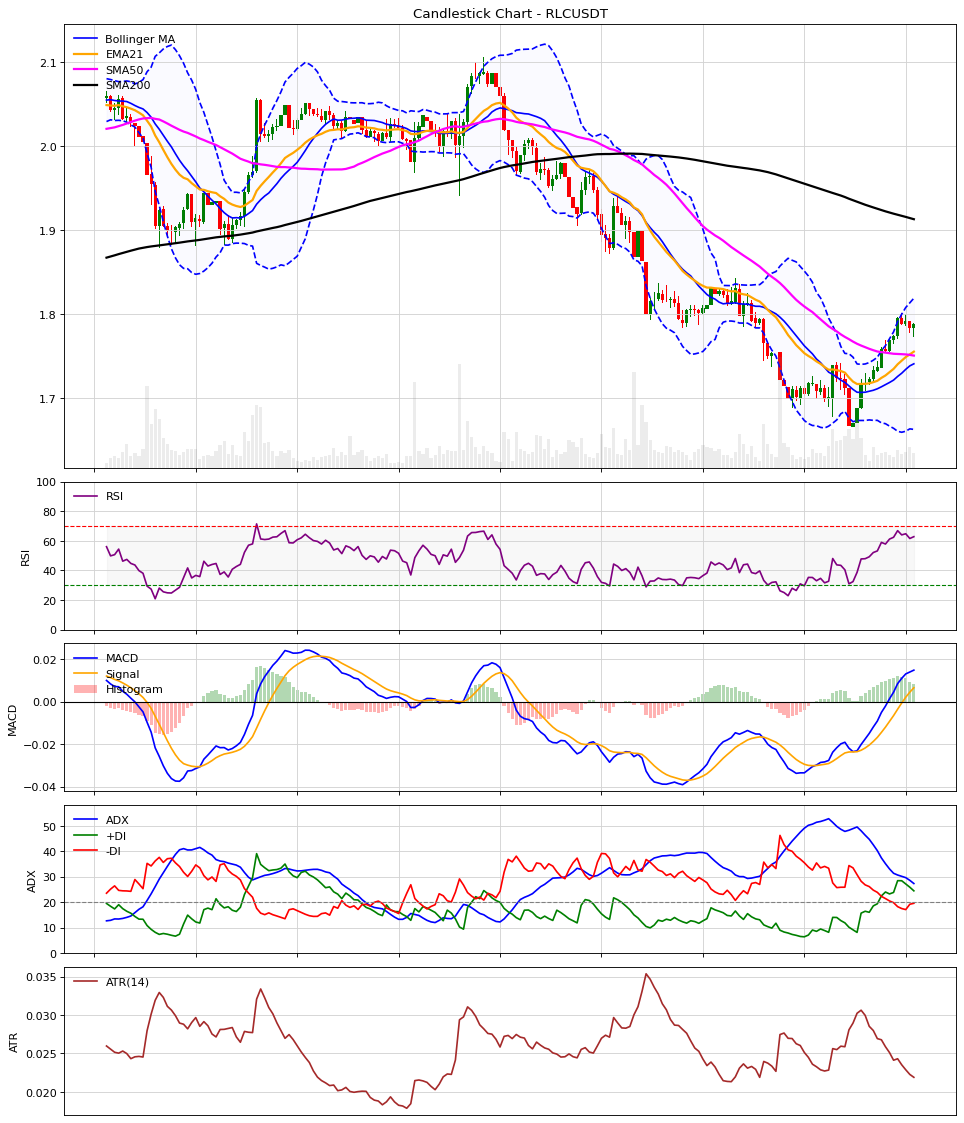 Candlestick Chart - RLCUSDT
Bollinger MA
EMA21
SMA50
SMA200
2.1
2.0
1.9
1.8
1.7
RSI
100
80
60
40
20
0
RSI
MACD
Signal
Histogram
0.02
0.00
−0.02
−0.04
MACD
ADX
+DI
-DI
50
40
30
20
10
0
ADX
ATR(14)
0.035
0.030
0.025
0.020
ATR